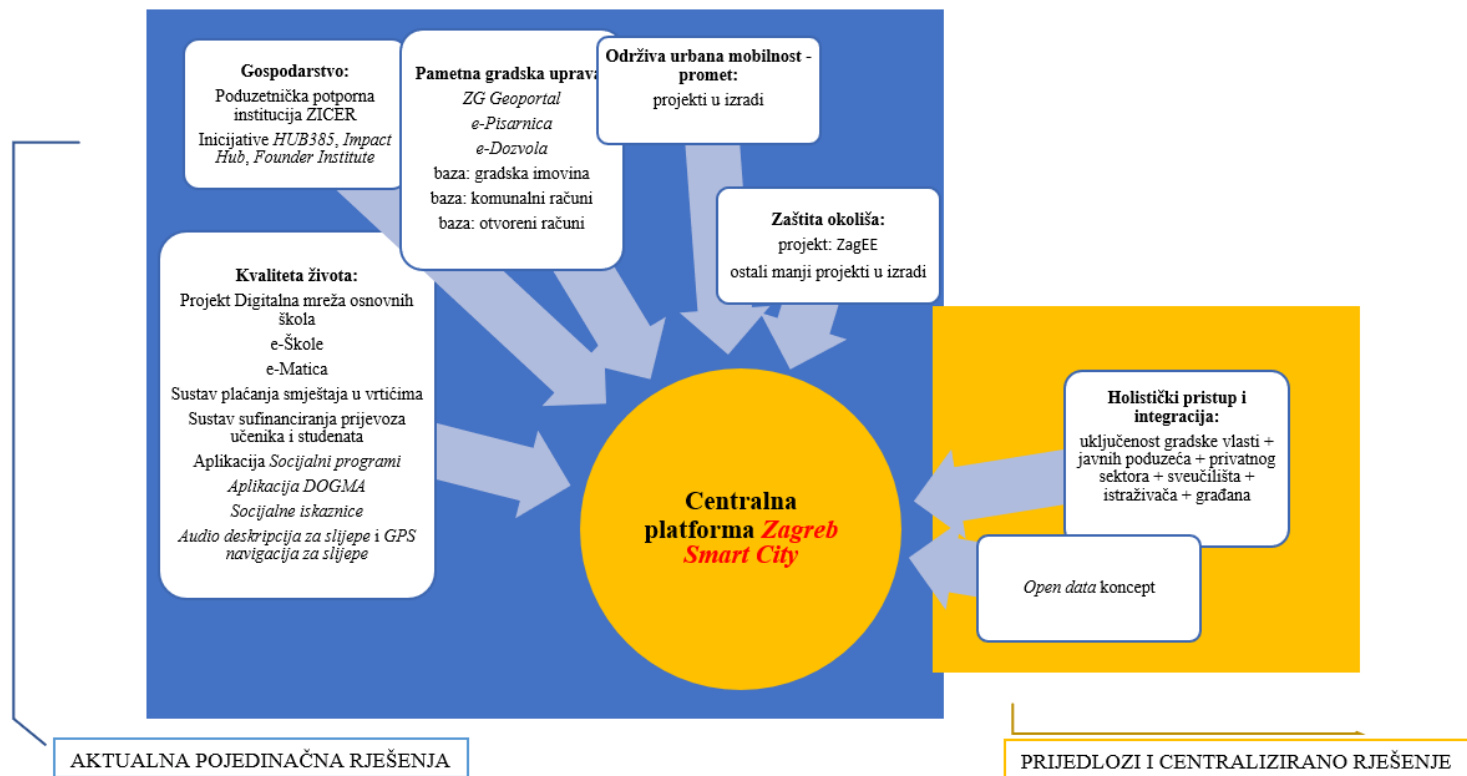 Gospodarstvo:
Poduzetnička potporna
institucija ZICER
Inicijative HUB385, Impact
Hub, Founder Institute
Pametna gradska uprava
ZG Geoportal
e-Pisarnica
e-Dozvola
baza: gradska imovina
baza: komunalni računi
baza: otvoreni računi
Održiva urbana mobilnost -
promet:
projekti u izradi
Zaštita okoliša:
projekt: ZagEE
ostali manji projekti u izradi
Kvaliteta života:
Projekt Digitalna mreža osnovnih
škola
e-Škole
e-Matica
Sustav plaćanja smještaja u vrtićima
Sustav sufinanciranja prijevoza
učenika i studenata
Aplikacija Socijalni programi
Aplikacija DOGMA
Socijalne iskaznice
Audio deskripcija za slijepe i GPS
navigacija za slijepe
Centralna
platforma Zagreb
Smart City
Holistički pristup i
integracija:
uključenost gradske vlasti +
javnih poduzeća + privatnog
sektora + sveučilišta +
istraživača + građana
Open data koncept
AKTUALNA POJEDINAČNA RJEŠENJA
PRIJEDLOZI I CENTRALIZIRANO RJEŠENJE